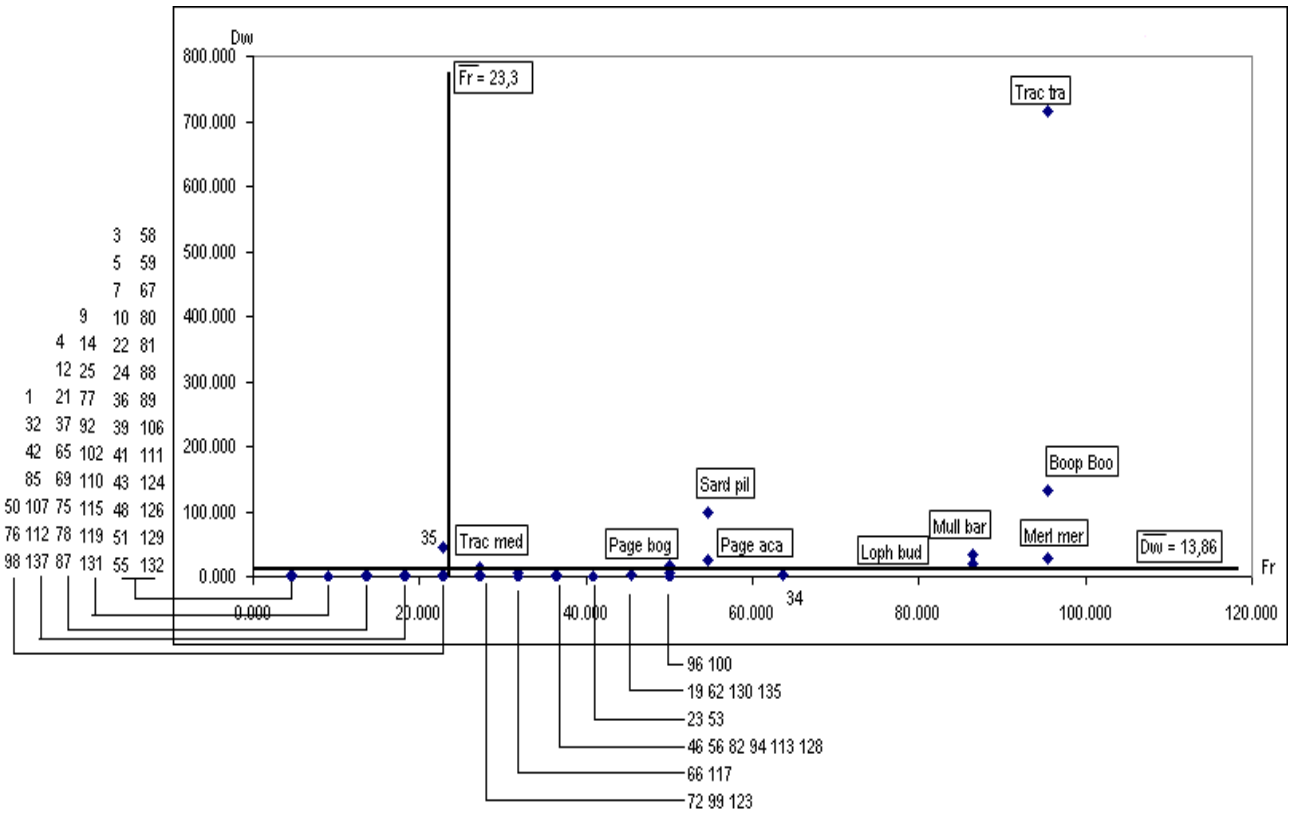 Dw
800.000
Fr = 23,3
Trac tra
700.000
600.000
500.000
400.000
300.000
200.000
100.000
0.000
Boop Boo
Sard pil
Mull bar
Merl mer
35
Trac med
Page bog
Page aca
Loph bud
Dw = 13,86
Fr
0.000 20.000 40.000 60.000 80.000 100.000 120.000
34
3 58
5 59
7 67
9 10 80
4 14 22 81
12 25 24 88
1 21 77 36 89
32 37 92 39 106
42 65 102 41 111
85 69 110 43 124
50 107 75 115 48 126
76 112 78 119 51 129
98 137 87 131 55 132
96 100
19 62 130 135
23 53
46 56 82 94 113 128
66 117
72 99 123